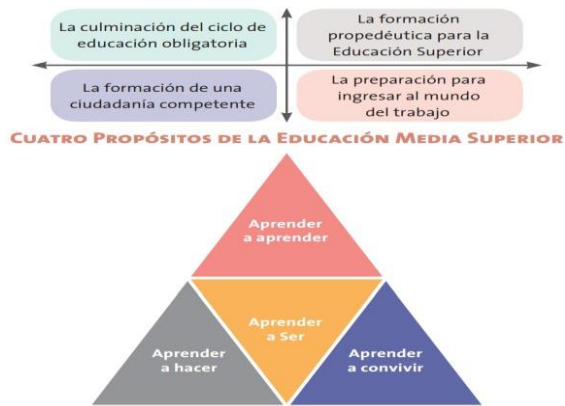 La culminación del ciclo de
educación obligatoria
La formación
propedéutica para la
Educación Superior
La formación de una
ciudadanía competente
La preparación para
ingresar al mundo
del trabajo
CUATRO PROPÓSITOS DE LA EDUCACIÓN MEDIA SUPERIOR
Aprender
a aprender
Aprender
a hacer
Aprender
a Ser
Aprender
a convivir